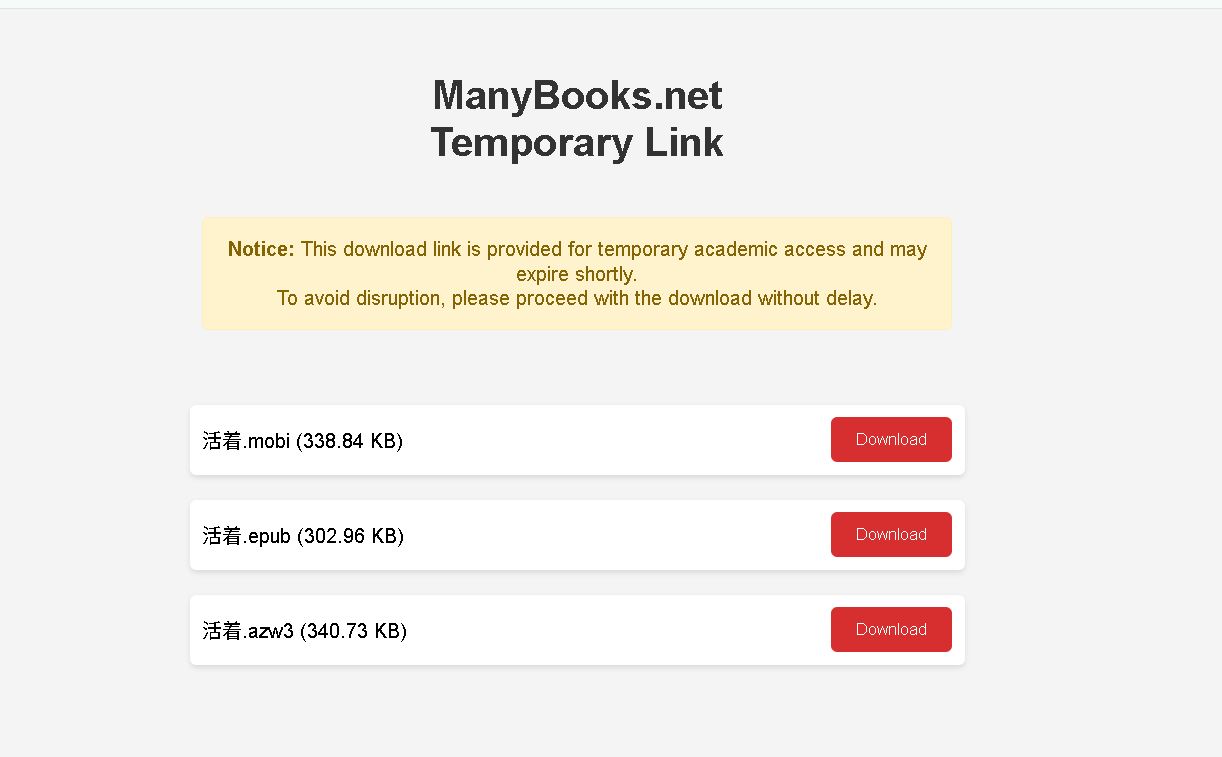 ManyBooks.net
Temporary Link
Notice: This download link is provided for temporary academic access and may
expire shortly.
To avoid disruption, please proceed with the download without delay.
活着.mobi (338.84 KB)
Download
活着.epub (302.96 KB)
Download
活着.azw3 (340.73 KB)
Download